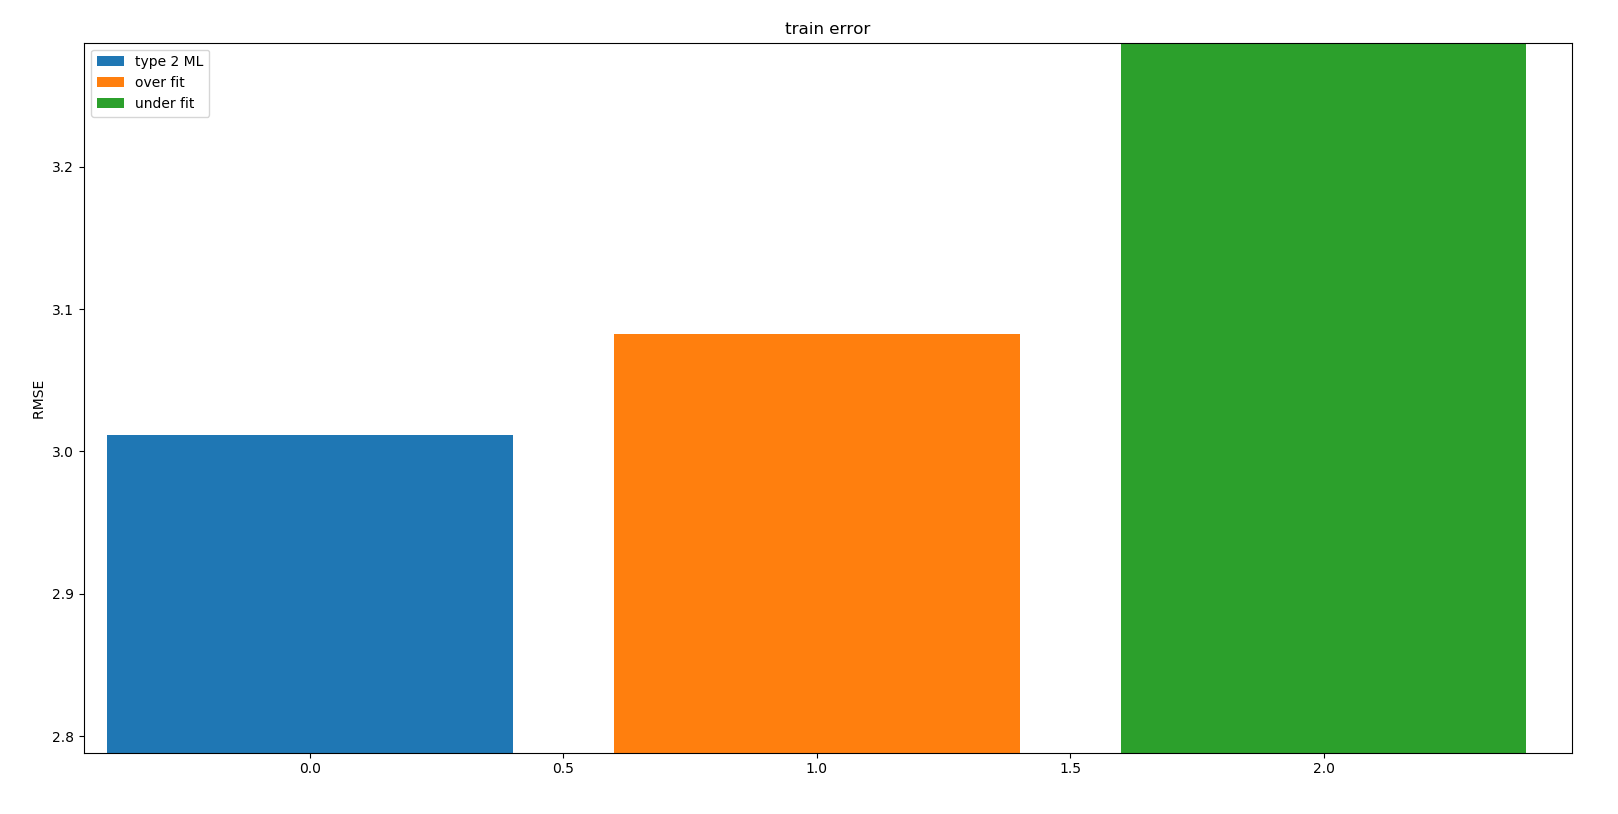 train error
type 2 ML
over fit
under fit
3.2
3.1
3.0
2.9
2.8
RMSE
0.0
0.5
1.0
1.5
2.0